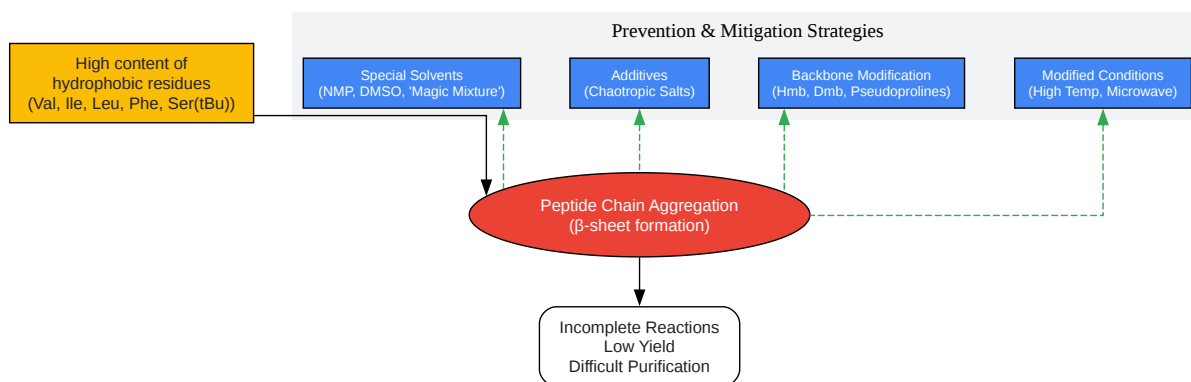 Prevention & Mitigation Strategies
High content of
hydrophobic residues
(Val, Ile, Leu, Phe, Ser(tBu))
Special Solvents
(NMP, DMSO, 'Magic Mixture')
Additives
(Chaotropic Salts)
Backbone Modification
(Hmb, Dmb, Pseudoprolines)
Modified Conditions
(High Temp, Microwave)
Peptide Chain Aggregation
(β-sheet formation)
Incomplete Reactions
Low Yield
Difficult Purification